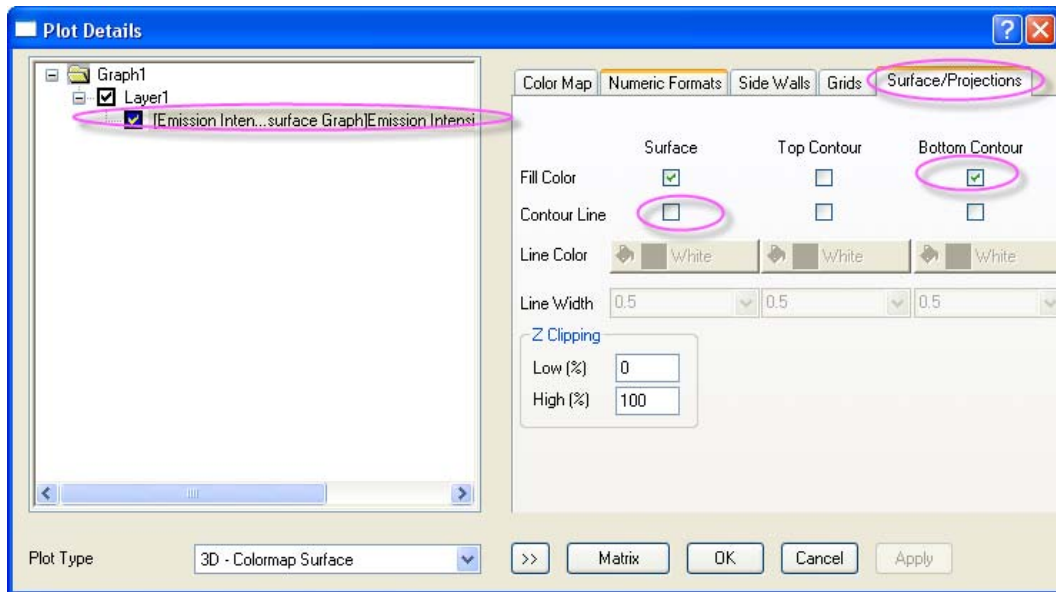 Plot Details
Graph1
Layer1
[Emission Inten...surface Graph]Emission Intensi
Color Map Numeric Formats Side Walls Grids Surface/Projections
Surface Top Contour Bottom Contour
Fill Color
Contour Line
Line Color White White White
Line Width 0.5 0.5 0.5
Z Clipping
Low (%) 0
High (%) 100
Plot Type 3D - Colormap Surface >> Matrix OK Cancel Apply